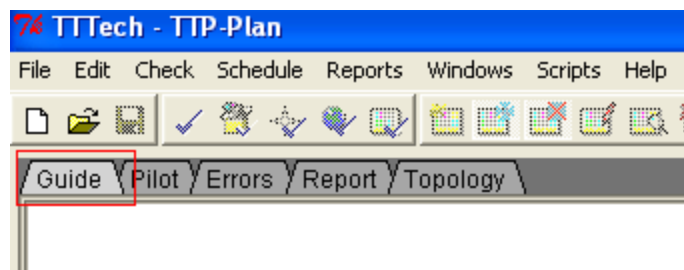 TTTech - TTP-Plan
File Edit Check Schedule Reports Windows Scripts Help
Guide Pilot Errors Report Topology